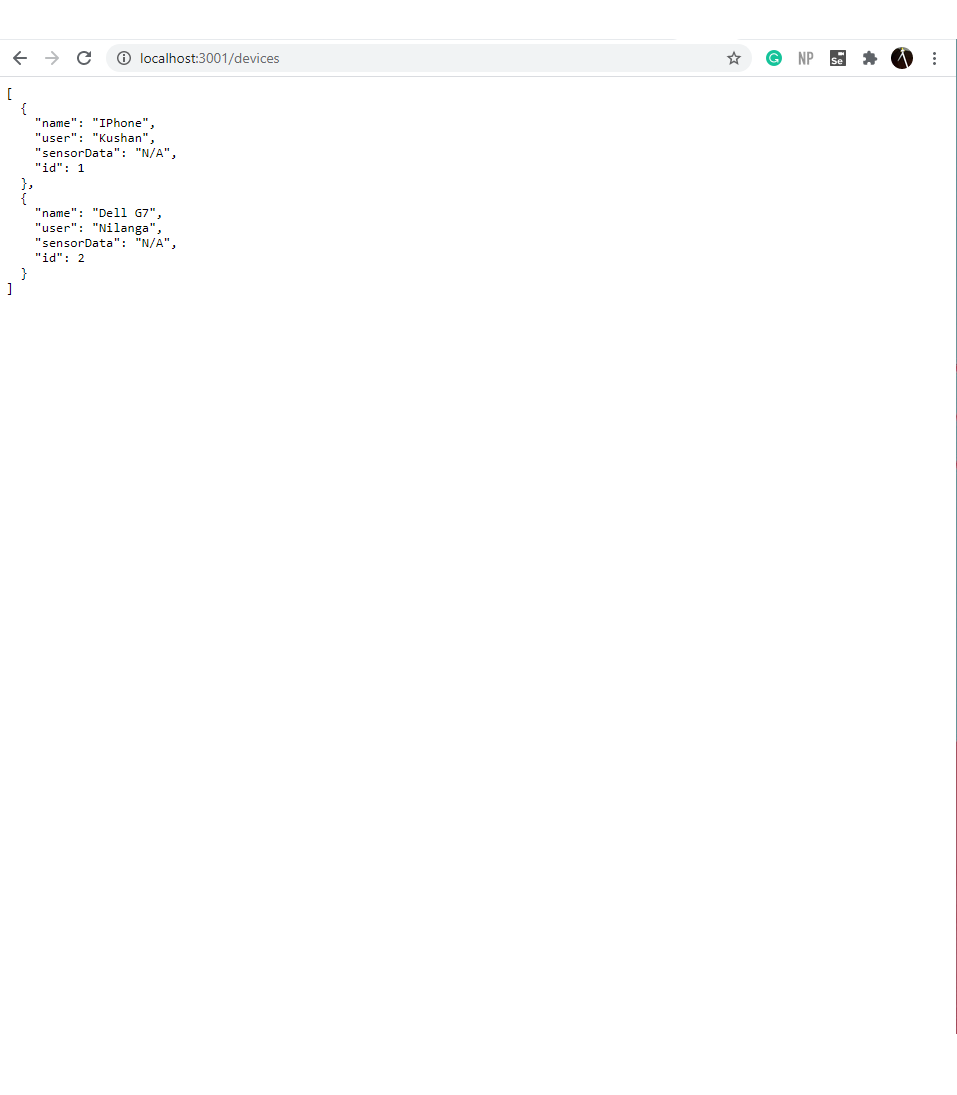 localhost:3001/devices
NP
Se
[
  {
    "name": "IPhone",
    "user": "Kushan",
    "sensorData": "N/A",
    "id": 1
  },
  {
    "name": "Dell G7",
    "user": "Nilanga",
    "sensorData": "N/A",
    "id": 2
  }
]